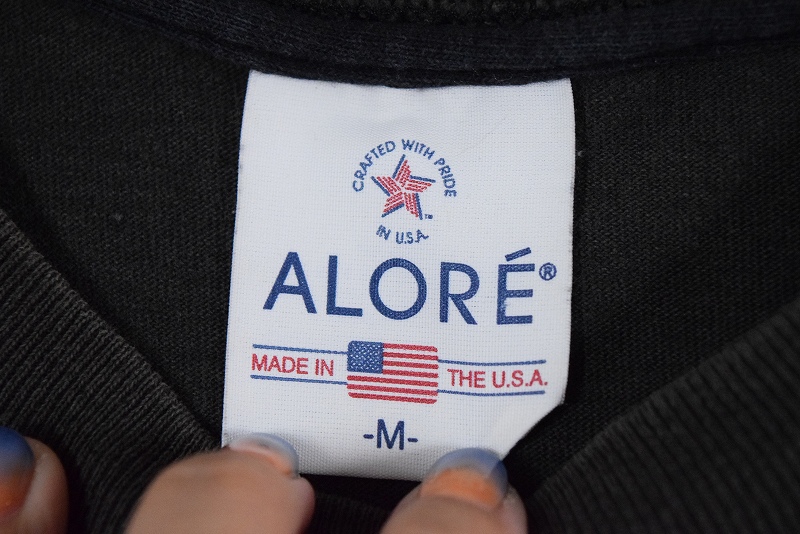 CRAFTED WITH PRIDE
IN U.S.A.
™
ALORÉ®
MADE IN THE U.S.A.
-M-